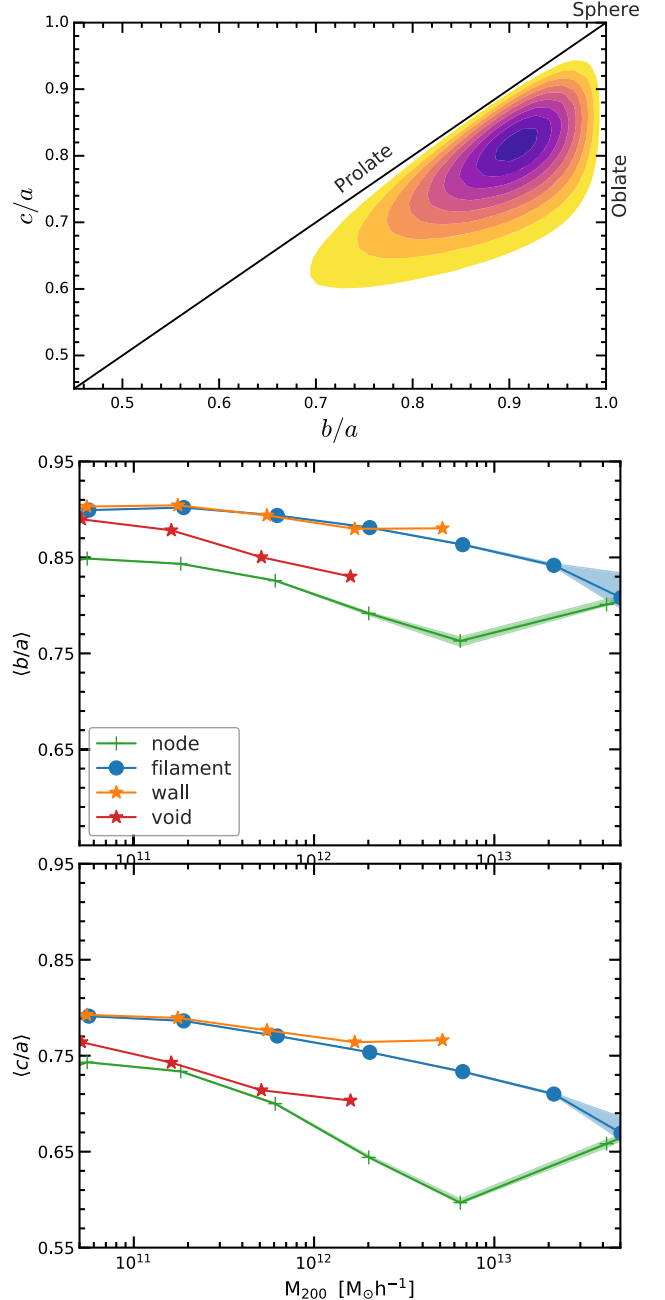 Sphere
1.0
0.9
0.8
0.7
0.6
0.5
c/a
Prolate
Oblate
0.5 0.6 0.7 0.8 0.9 1.0
b/a
0.95
0.85
0.75
0.65
⟨b/a⟩
node
filament
wall
void
10¹¹ 10¹² 10¹³
0.95
0.85
0.75
0.65
0.55
⟨c/a⟩
10¹¹ 10¹² 10¹³
M₂₀₀ [M⊙h⁻¹]